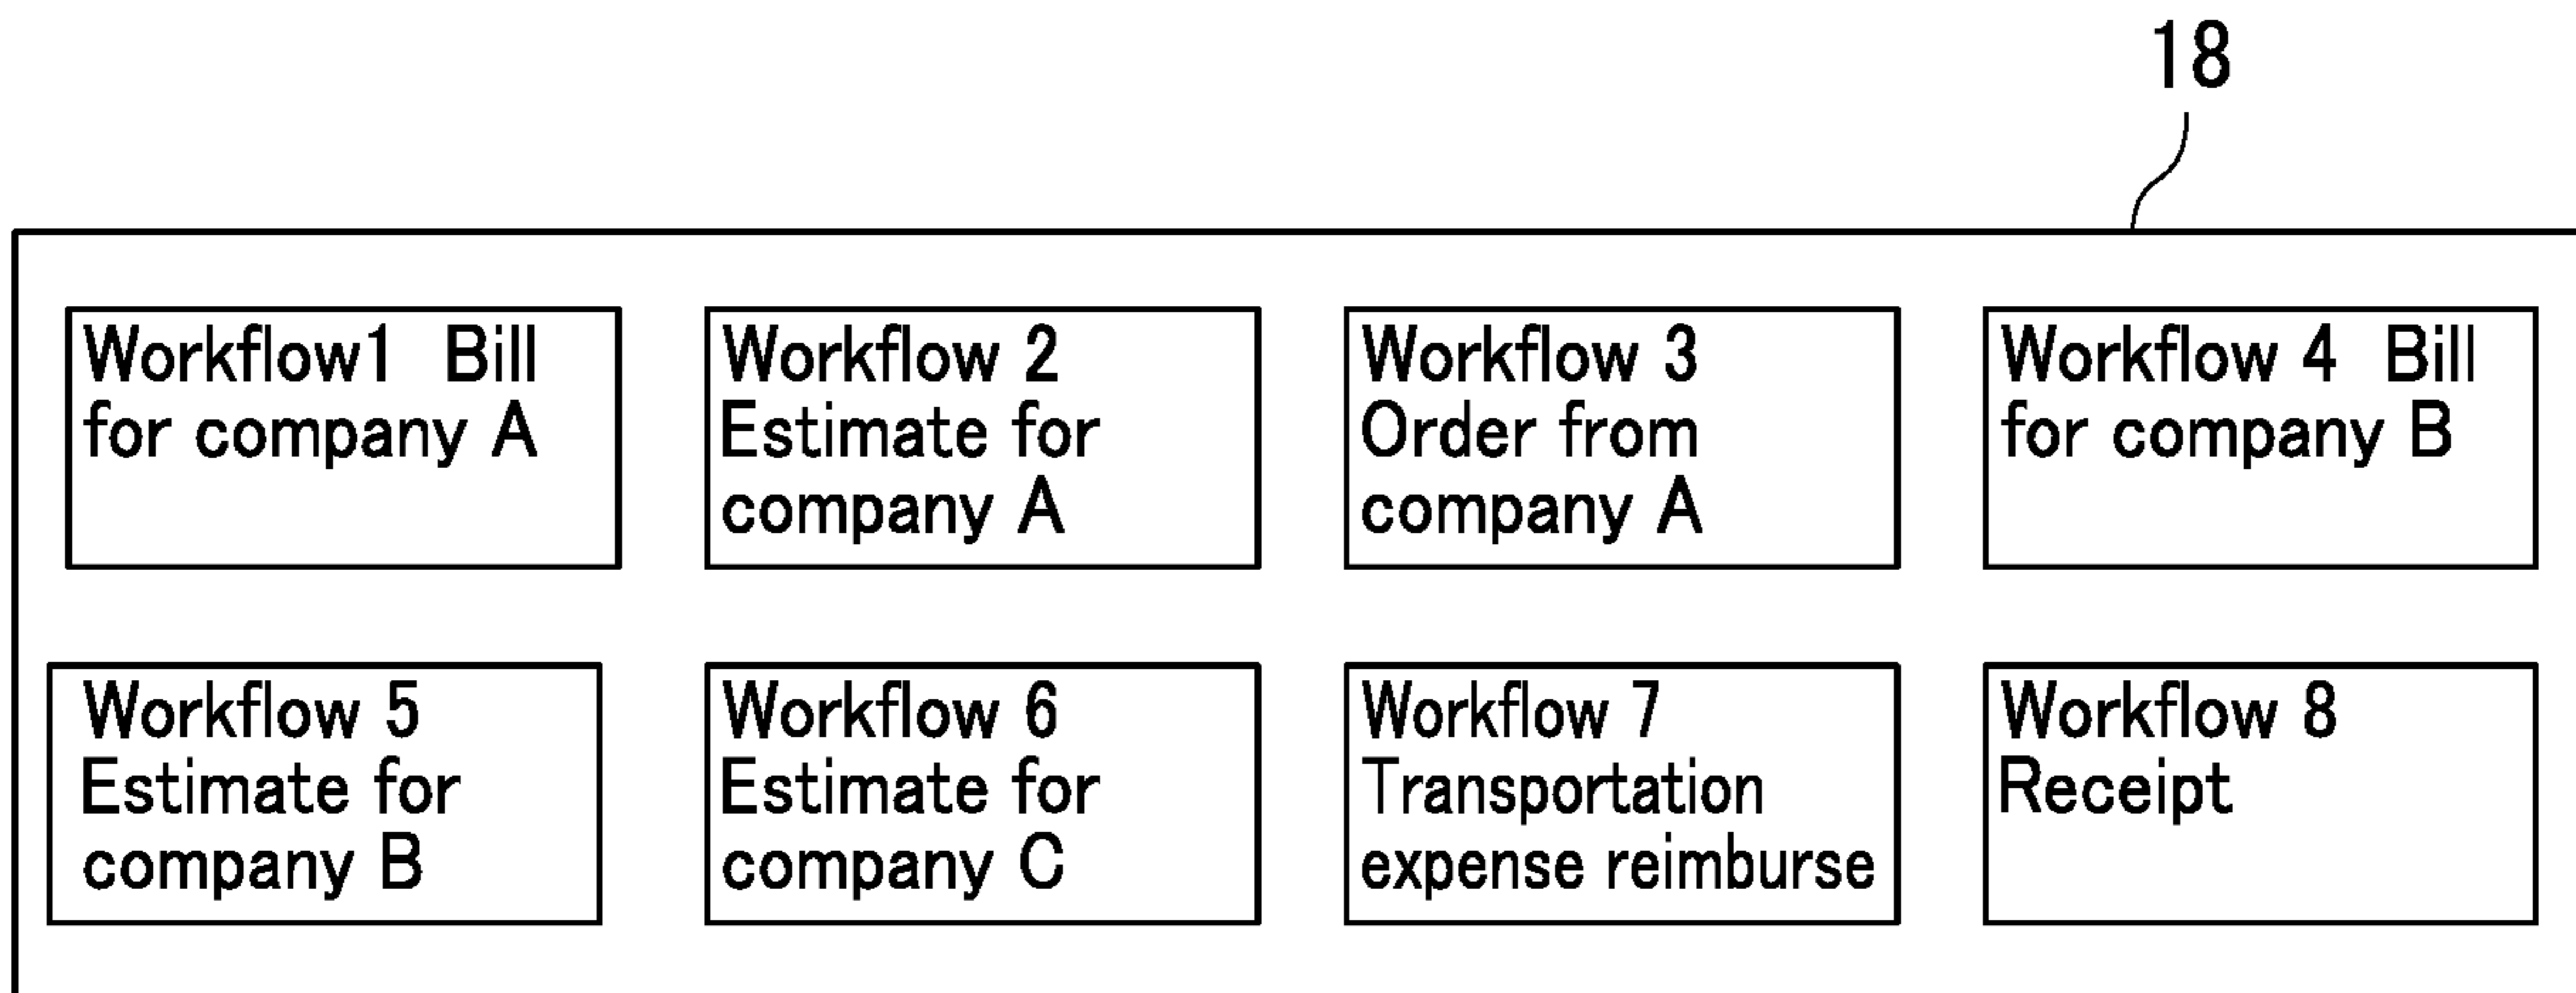 18
Workflow1 Bill
for company A
Workflow 2
Estimate for
company A
Workflow 3
Order from
company A
Workflow 4 Bill
for company B
Workflow 5
Estimate for
company B
Workflow 6
Estimate for
company C
Workflow 7
Transportation
expense reimburse
Workflow 8
Receipt